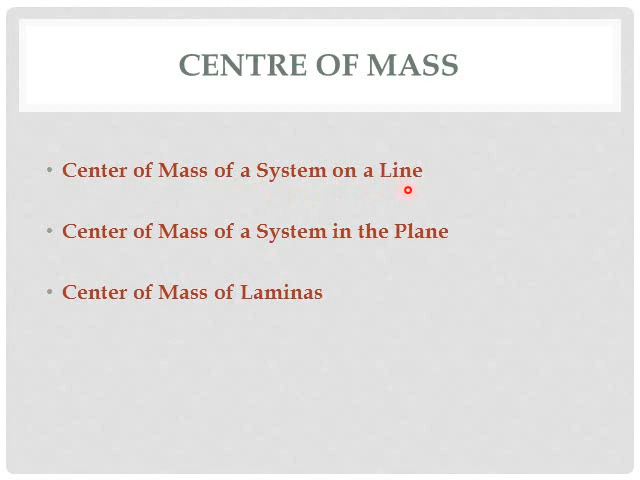 CENTRE OF MASS
• Center of Mass of a System on a Line
• Center of Mass of a System in the Plane
• Center of Mass of Laminas